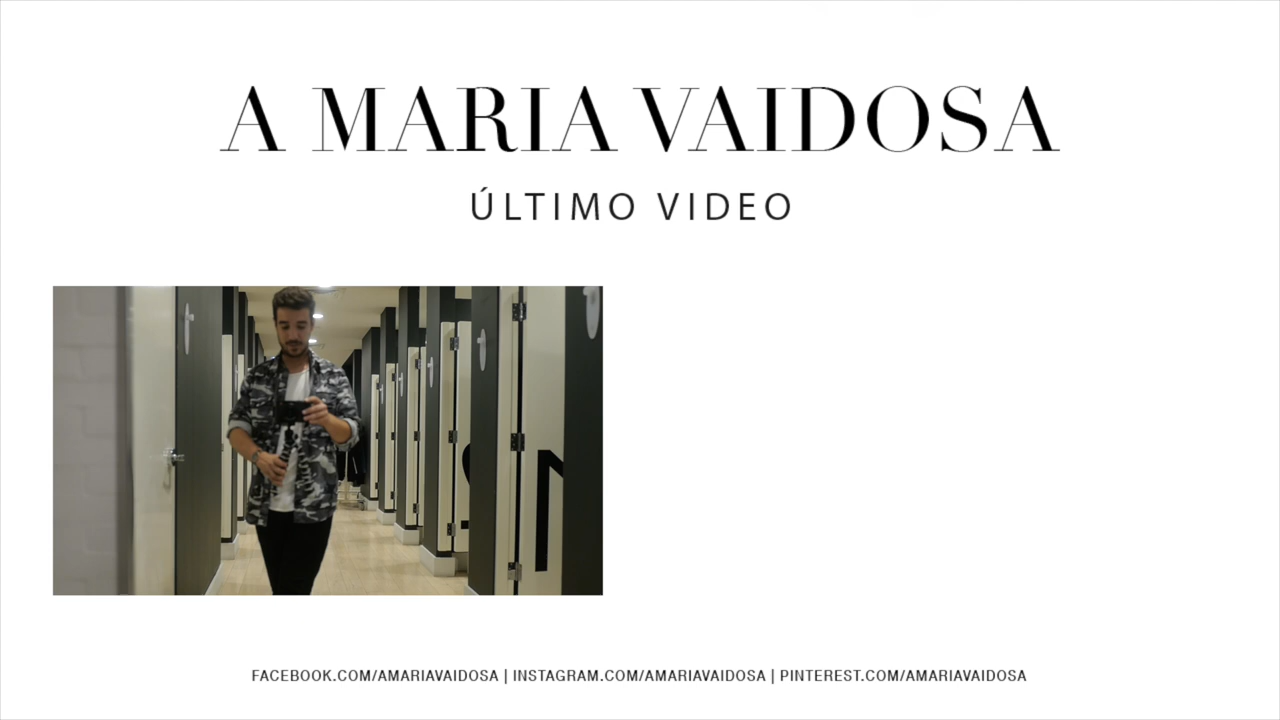 A MARIA VAIDOSA
ÚLTIMO VIDEO
FACEBOOK.COM/AMARIAVAIDOSA | INSTAGRAM.COM/AMARIAVAIDOSA | PINTEREST.COM/AMARIAVAIDOSA